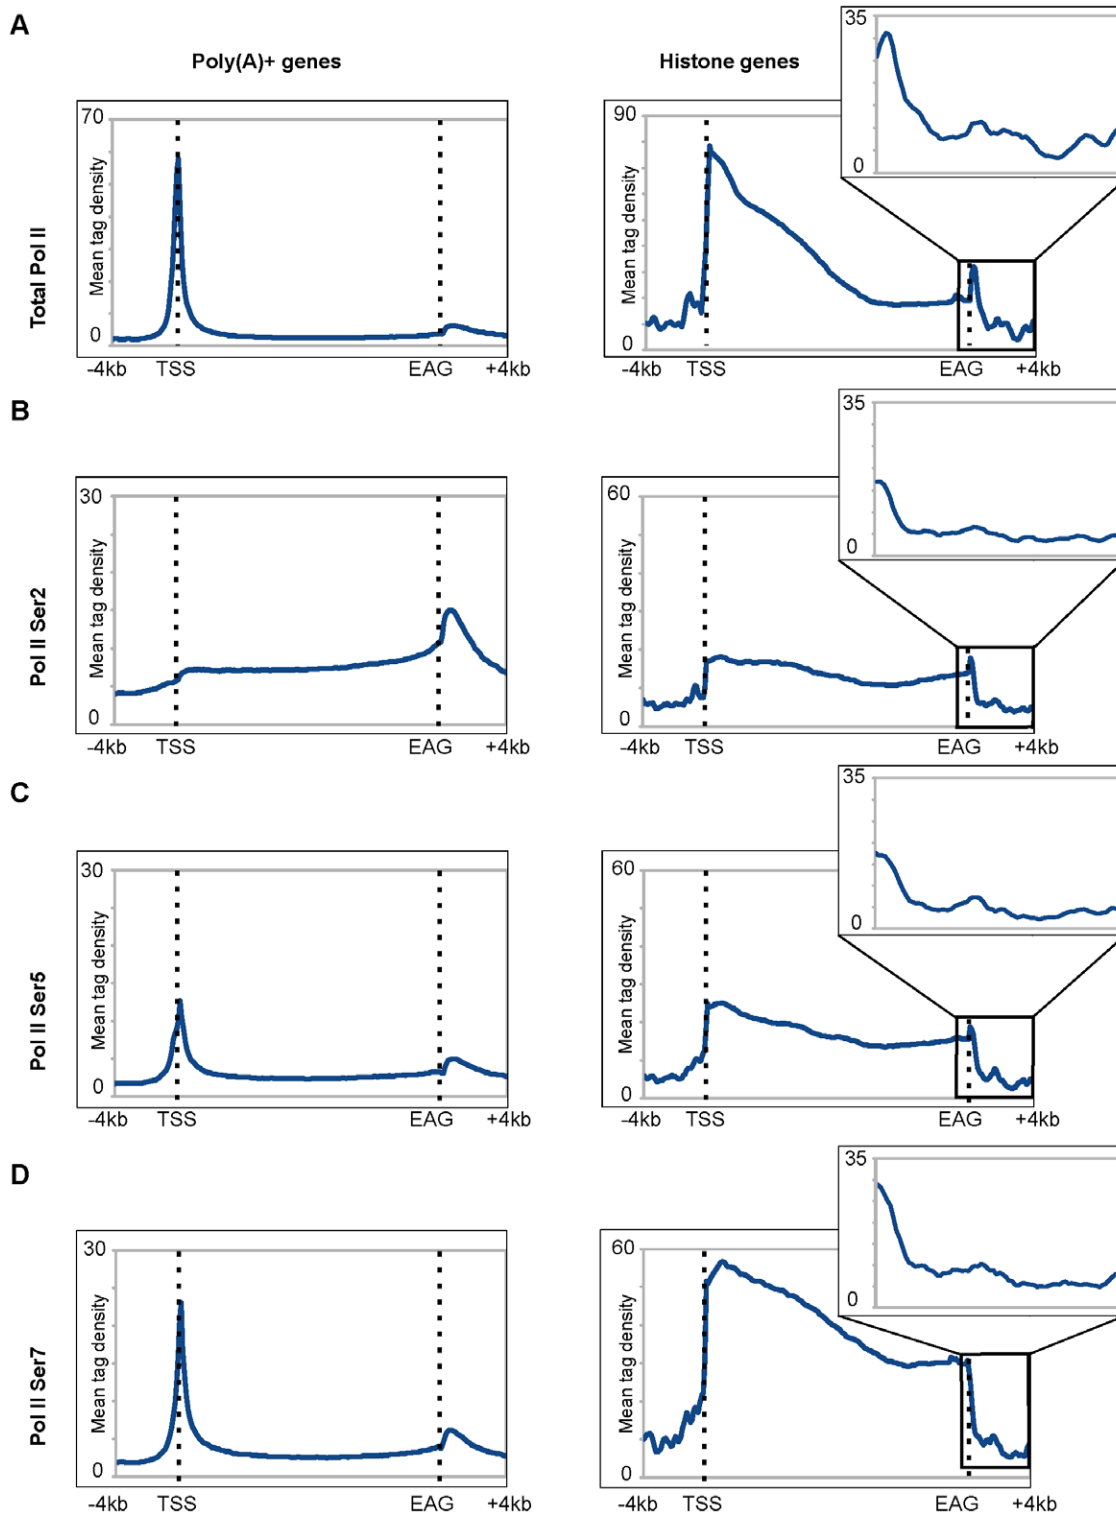 A
Poly(A)+ genes
Histone genes
35
0
Total Pol II
70
Mean tag density
0
-4kb TSS EAG +4kb
90
Mean tag density
0
-4kb TSS EAG +4kb
B
35
0
Pol II Ser2
30
Mean tag density
0
-4kb TSS EAG +4kb
60
Mean tag density
0
-4kb TSS EAG +4kb
C
35
0
Pol II Ser5
30
Mean tag density
0
-4kb TSS EAG +4kb
60
Mean tag density
0
-4kb TSS EAG +4kb
D
35
0
Pol II Ser7
30
Mean tag density
0
-4kb TSS EAG +4kb
60
Mean tag density
0
-4kb TSS EAG +4kb